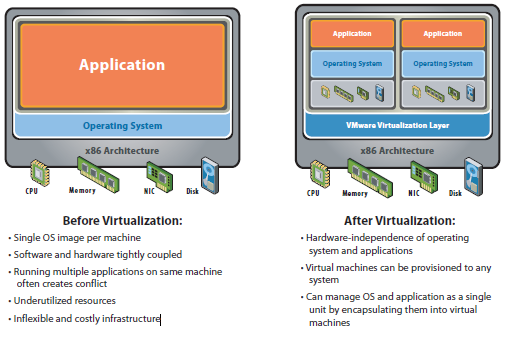 Application
Operating System
x86 Architecture
CPU
Memory
NIC
Disk
Before Virtualization:
• Single OS image per machine
• Software and hardware tightly coupled
• Running multiple applications on same machine
often creates conflict
• Underutilized resources
• Inflexible and costly infrastructure
Application
Application
Operating System
Operating System
VMware Virtualization Layer
x86 Architecture
CPU
Memory
NIC
Disk
After Virtualization:
• Hardware-independence of operating
system and applications
• Virtual machines can be provisioned to any
system
• Can manage OS and application as a single
unit by encapsulating them into virtual
machines